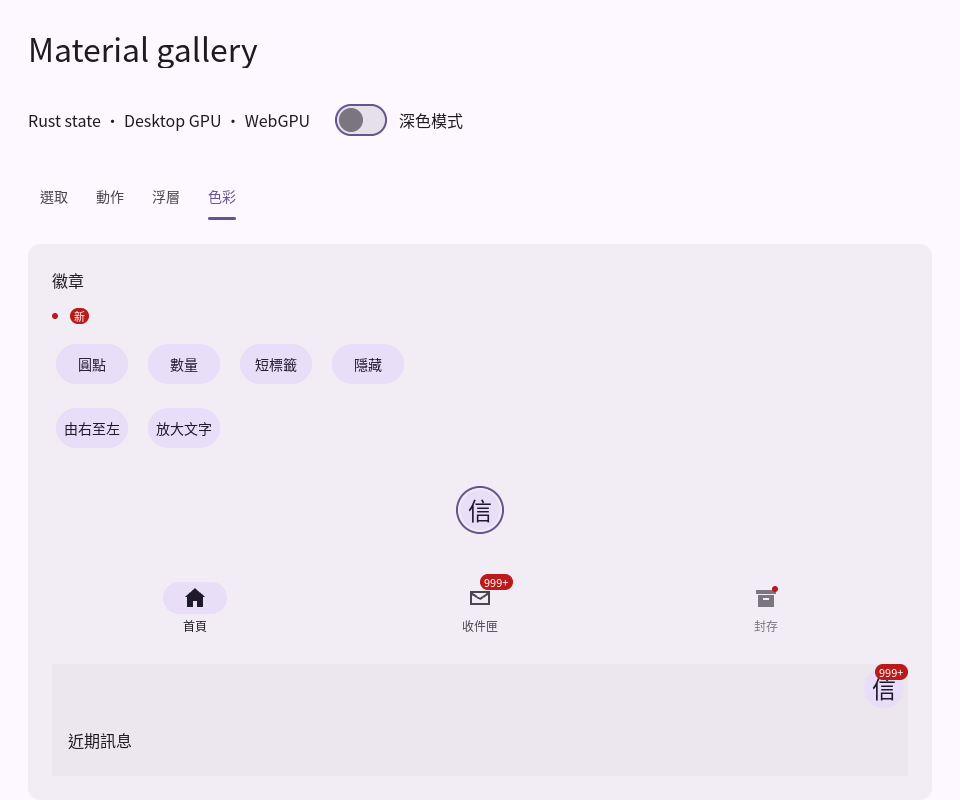 Material gallery
Rust state • Desktop GPU • WebGPU 深色模式
選取 動作 浮層 色彩
徽章
新
圓點 數量 短標籤 隱藏
由右至左 放大文字
信
999+
首頁 收件匣 封存
999+
信
近期訊息